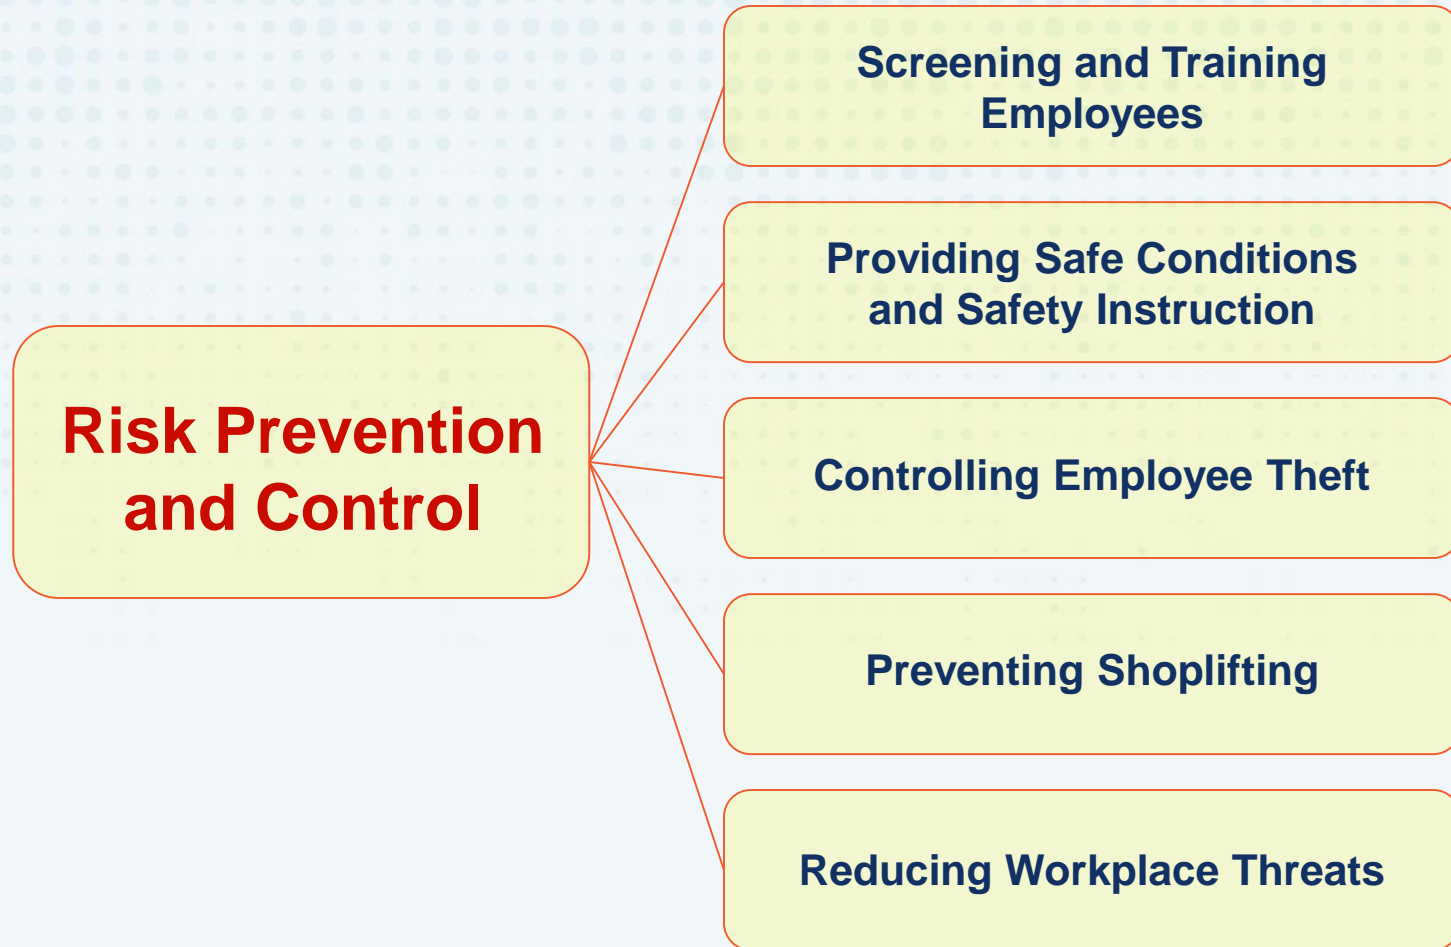 Risk Prevention
and Control
Screening and Training
Employees
Providing Safe Conditions
and Safety Instruction
Controlling Employee Theft
Preventing Shoplifting
Reducing Workplace Threats